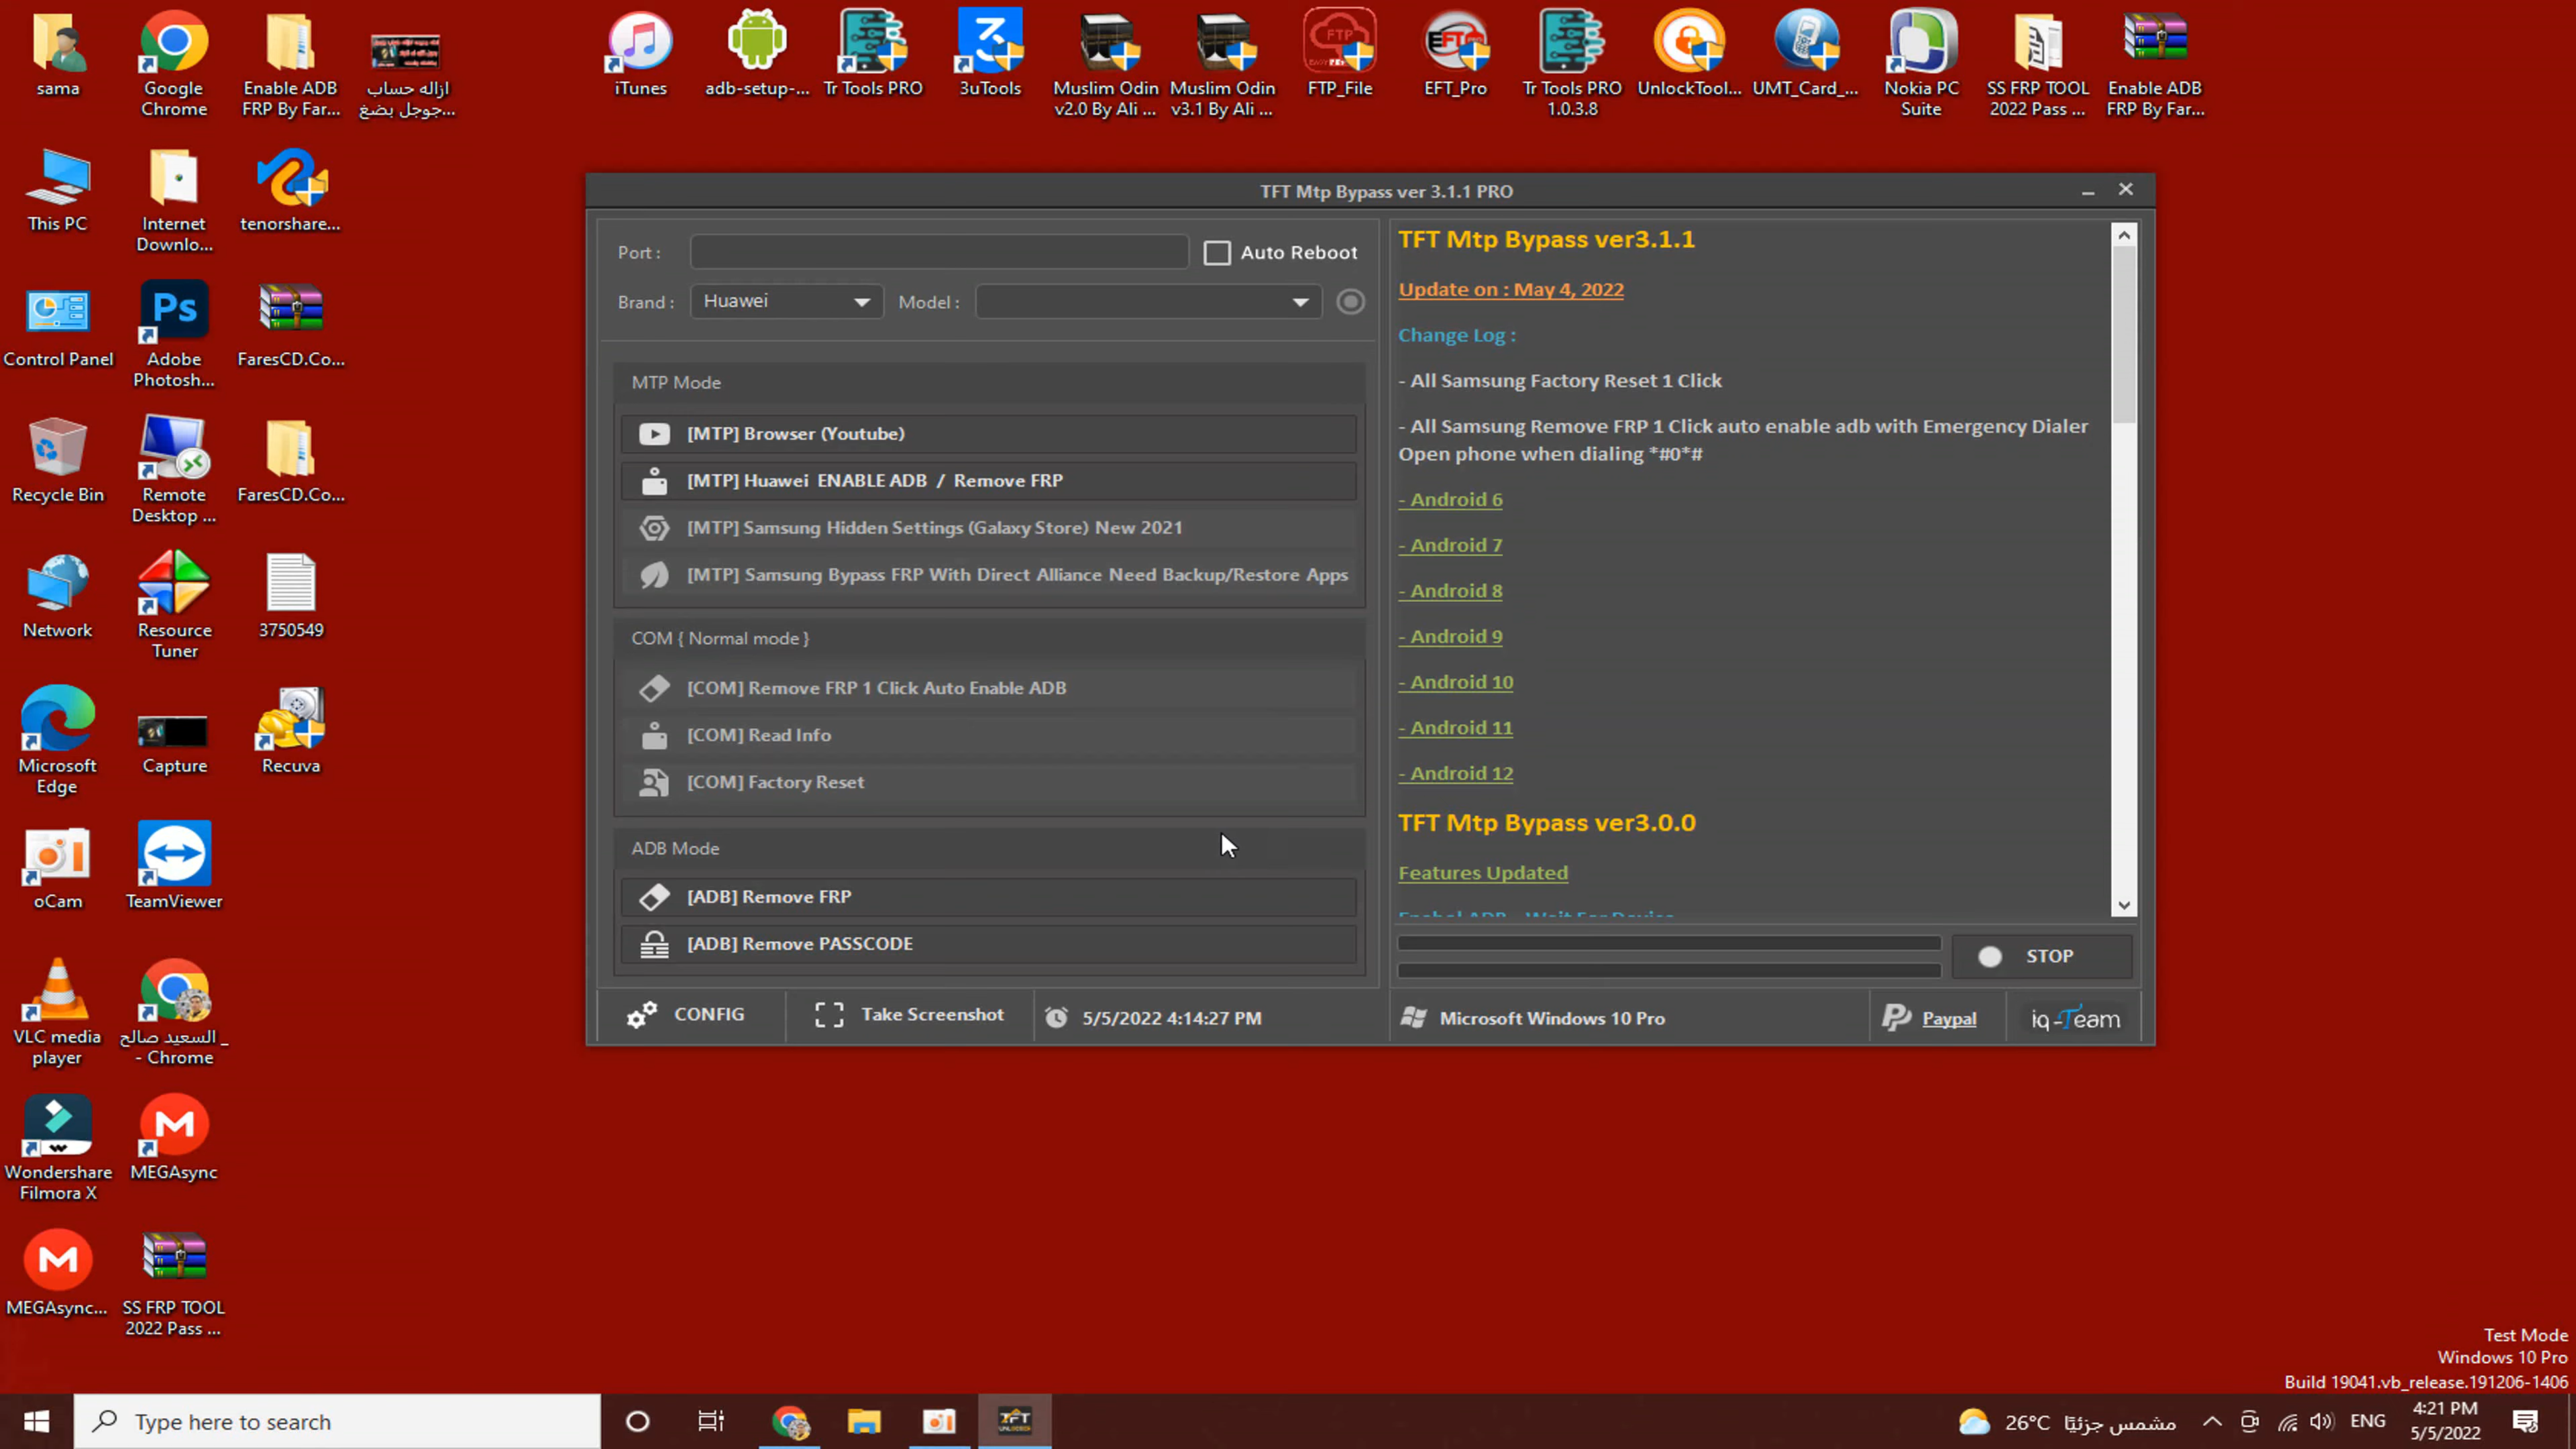 sama
Google
Chrome
Enable ADB
FRP By Far...
ازاله حساب
جوجل بضغ...
iTunes
adb-setup-...
Tr Tools PRO
3uTools
Muslim Odin
v2.0 By Ali ...
Muslim Odin
v3.1 By Ali ...
FTP
FTP_File
EFT
EFT_Pro
Tr Tools PRO
1.0.3.8
UnlockTool...
UMT_Card_...
Nokia PC
Suite
SS FRP TOOL
2022 Pass ...
Enable ADB
FRP By Far...
This PC
Internet
Downlo...
tenorshare...
Control Panel
Ps
Adobe
Photosh...
FaresCD.Co...
Recycle Bin
Remote
Desktop ...
FaresCD.Co...
Network
Resource
Tuner
3750549
Microsoft
Edge
Capture
Recuva
oCam
TeamViewer
VLC media
player
السعيد صالح _
- Chrome
Wondershare
Filmora X
MEGAsync
MEGAsync...
SS FRP TOOL
2022 Pass ...
TFT Mtp Bypass ver 3.1.1 PRO
Port :
Auto Reboot
Brand :
Huawei
Model :
MTP Mode
[MTP] Browser (Youtube)
[MTP] Huawei ENABLE ADB / Remove FRP
[MTP] Samsung Hidden Settings (Galaxy Store) New 2021
[MTP] Samsung Bypass FRP With Direct Alliance Need Backup/Restore Apps
COM { Normal mode }
[COM] Remove FRP 1 Click Auto Enable ADB
[COM] Read Info
[COM] Factory Reset
ADB Mode
[ADB] Remove FRP
[ADB] Remove PASSCODE
CONFIG
Take Screenshot
5/5/2022 4:14:27 PM
TFT Mtp Bypass ver3.1.1
Update on : May 4, 2022
Change Log :
- All Samsung Factory Reset 1 Click
- All Samsung Remove FRP 1 Click auto enable adb with Emergency Dialer
Open phone when dialing *#0*#
- Android 6
- Android 7
- Android 8
- Android 9
- Android 10
- Android 11
- Android 12
TFT Mtp Bypass ver3.0.0
Features Updated
Enabel ADB - Wait For Device
STOP
Microsoft Windows 10 Pro
Paypal
iq-Team
Test Mode
Windows 10 Pro
Build 19041.vb_release.191206-1406
Type here to search
TFT
26°C
مشمس جزئيًا
ENG
4:21 PM
5/5/2022